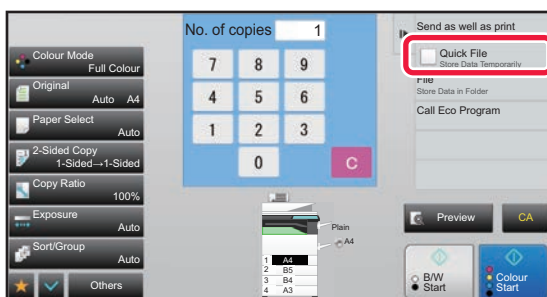 No. of copies 1
Send as well as print
Quick File
Store Data Temporarily
File
Store Data in Folder
Call Eco Program
Colour Mode
Full Colour
Original
Auto A4
Paper Select
Auto
2-Sided Copy
1-Sided→1-Sided
Copy Ratio
100%
Exposure
Auto
Sort/Group
Auto
Others
7 8 9
4 5 6
1 2 3
0 C
Plain
A4
1 A4
2 B5
3 B4
4 A3
Preview
CA
B/W
Start
Colour
Start